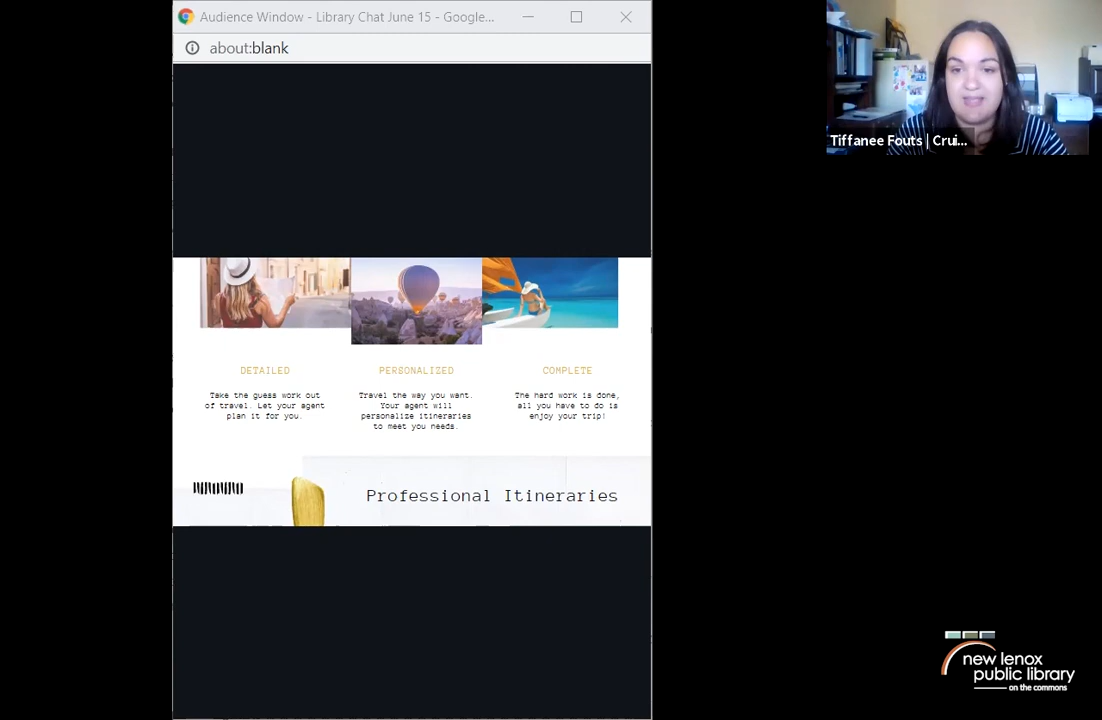 Audience Window - Library Chat June 15 - Google...
about:blank
Tiffanee Fouts | Crui...
DETAILED
Take the guess work out
of travel. Let your agent
plan it for you.
PERSONALIZED
Travel the way you want.
Your agent will
personalize itineraries
to meet you needs.
COMPLETE
The hard work is done,
all you have to do is
enjoy your trip!
Professional Itineraries
new lenox
public library
on the commons